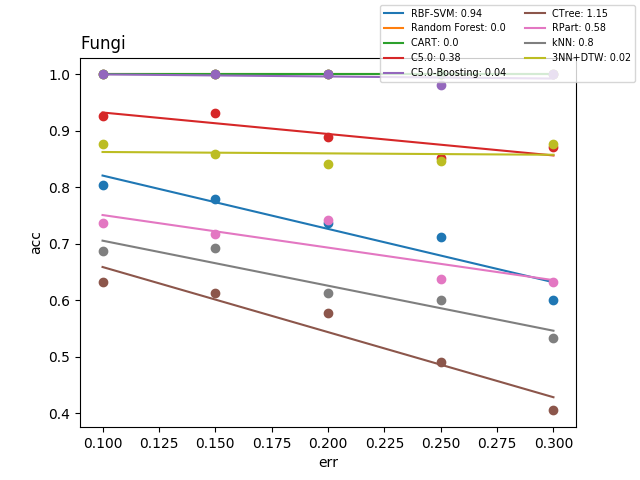 Fungi
RBF-SVM: 0.94
Random Forest: 0.0
CART: 0.0
C5.0: 0.38
C5.0-Boosting: 0.04
CTree: 1.15
RPart: 0.58
kNN: 0.8
3NN+DTW: 0.02
1.0
0.9
0.8
0.7
0.6
0.5
0.4
acc
0.100 0.125 0.150 0.175 0.200 0.225 0.250 0.275 0.300
err